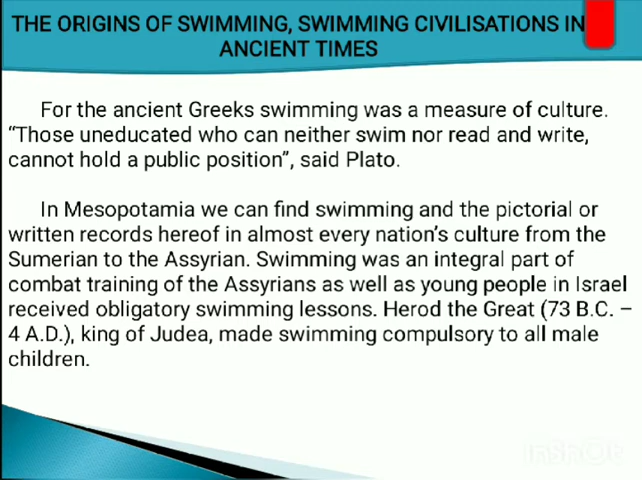 THE ORIGINS OF SWIMMING, SWIMMING CIVILISATIONS IN
ANCIENT TIMES
For the ancient Greeks swimming was a measure of culture.
“Those uneducated who can neither swim nor read and write,
cannot hold a public position”, said Plato.
In Mesopotamia we can find swimming and the pictorial or
written records hereof in almost every nation’s culture from the
Sumerian to the Assyrian. Swimming was an integral part of
combat training of the Assyrians as well as young people in Israel
received obligatory swimming lessons. Herod the Great (73 B.C. –
4 A.D.), king of Judea, made swimming compulsory to all male
children.
InShOt